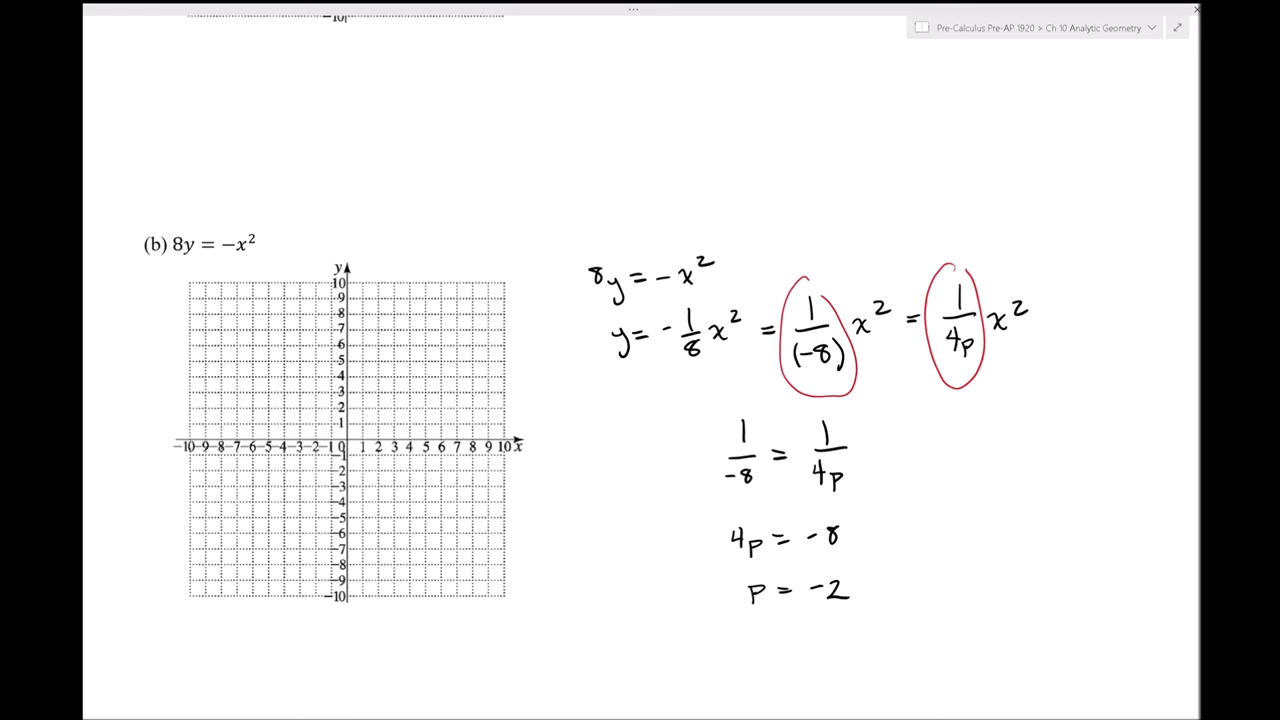 −10
Pre-Calculus Pre-AP 1920 > Ch 10 Analytic Geometry
(b) 8y = −x²
y
10
9
8
7
6
5
4
3
2
1
−10−9−8−7−6−5−4−3−2−1 0 1 2 3 4 5 6 7 8 9 10 x
−1
−2
−3
−4
−5
−6
−7
−8
−9
−10
8y = -x²
y = - 1/8 x² = 1/(-8) x² = 1/4p x²
1/-8 = 1/4p
4p = -8
p = -2